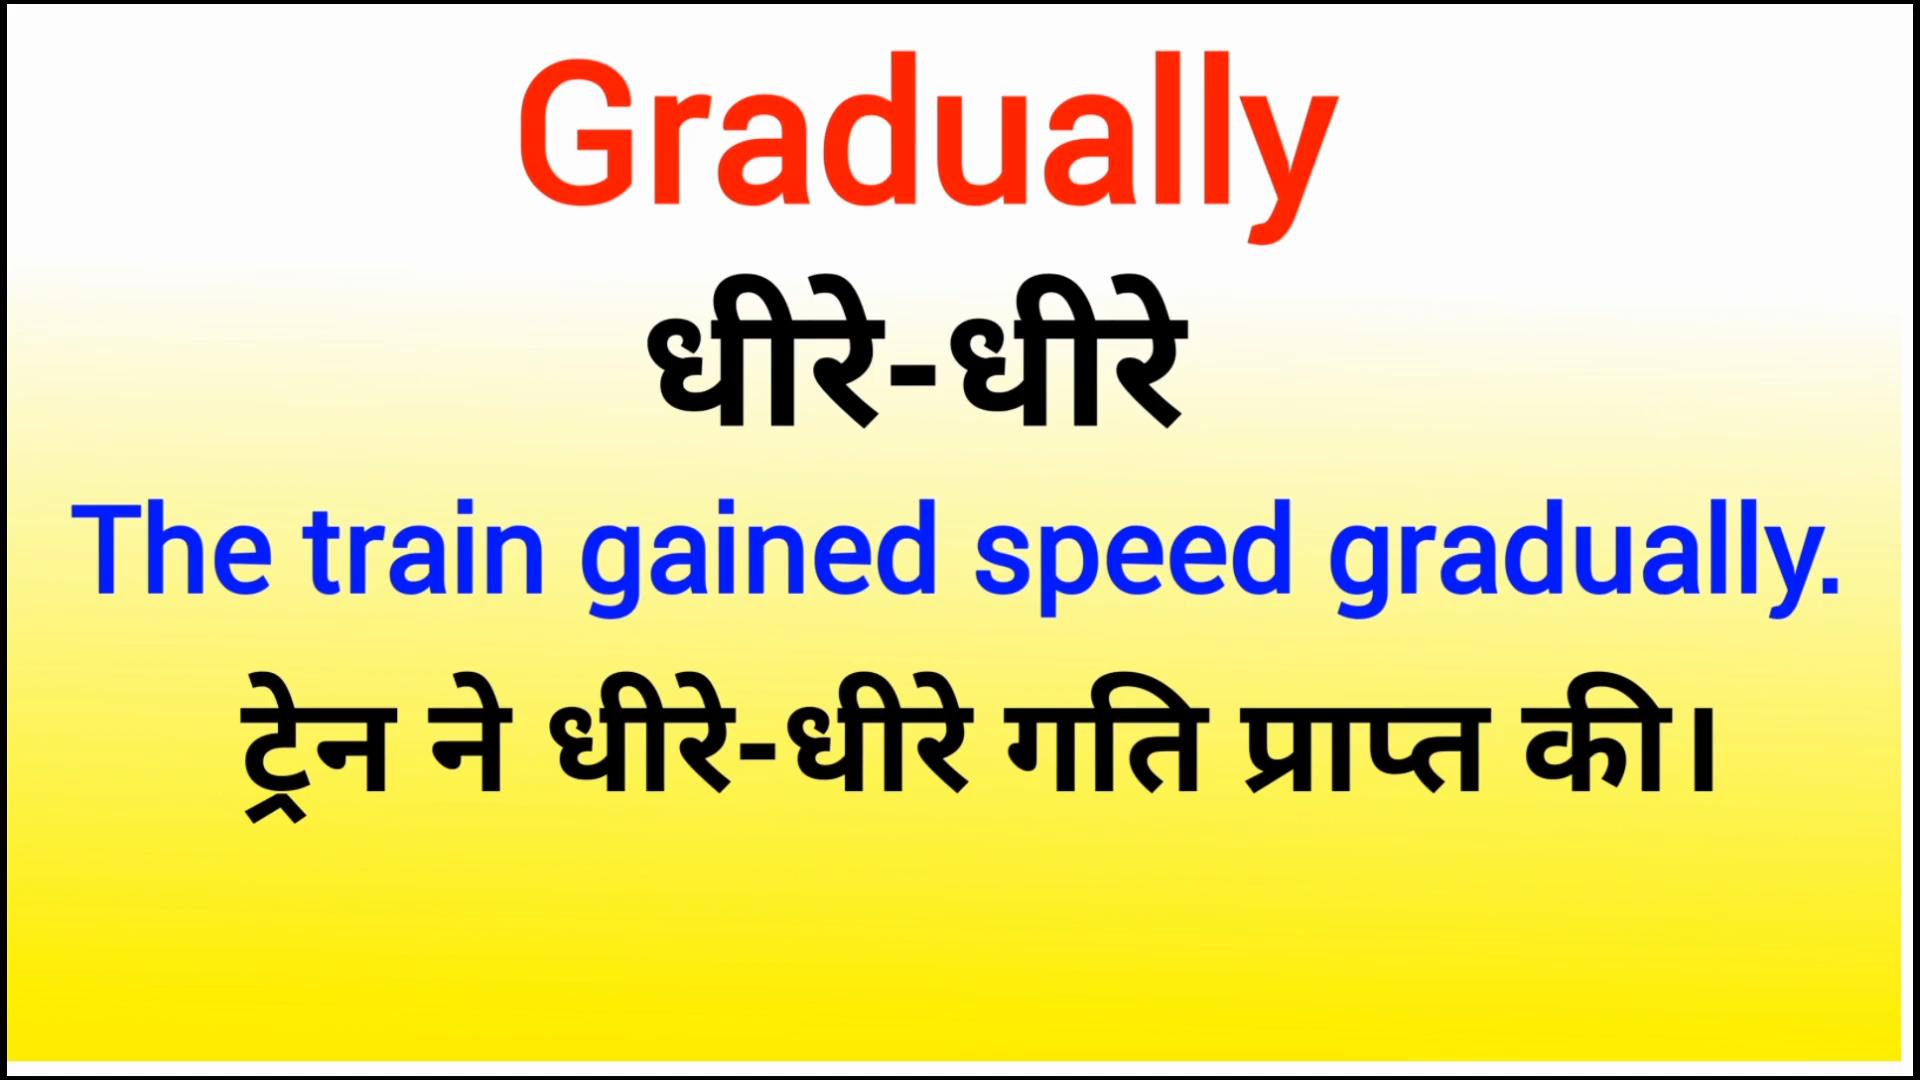 Gradually
धीरे-धीरे
The train gained speed gradually.
ट्रेन ने धीरे-धीरे गति प्राप्त की।